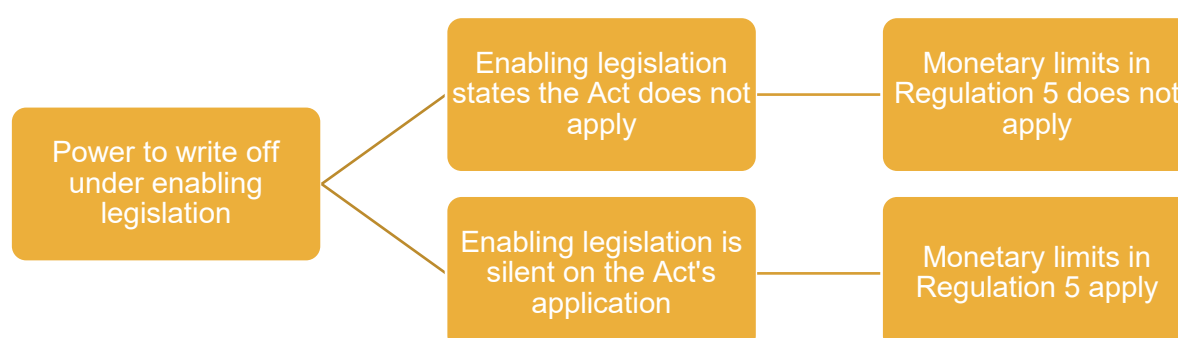 Power to write off
under enabling
legislation
Enabling legislation
states the Act does not
apply
Monetary limits in
Regulation 5 does not
apply
Enabling legislation is
silent on the Act's
application
Monetary limits in
Regulation 5 apply